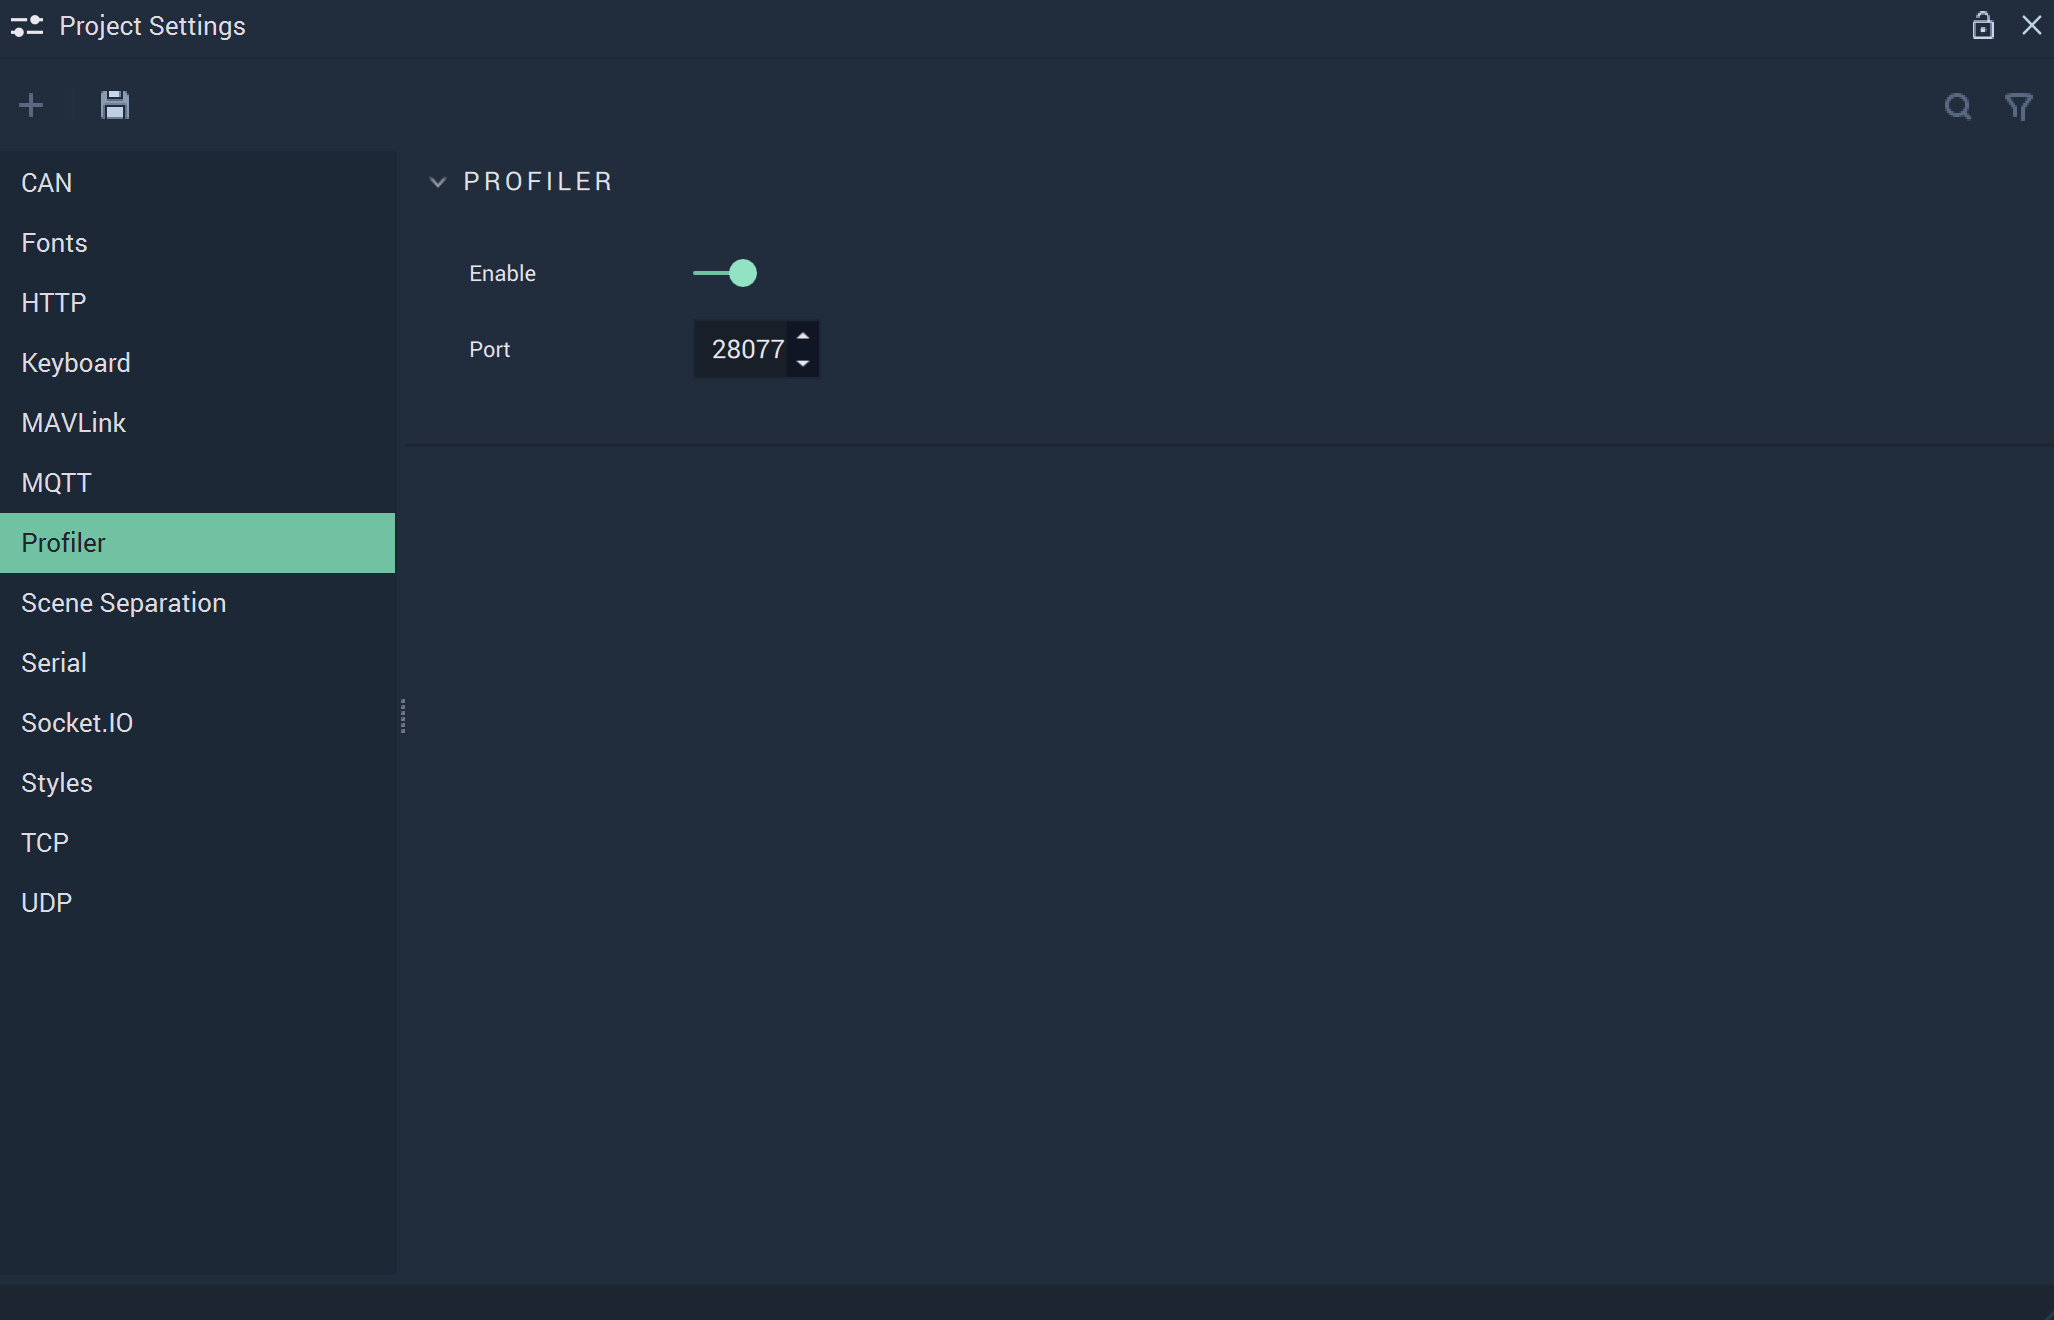 Project Settings
CAN
Fonts
HTTP
Keyboard
MAVLink
MQTT
Profiler
Scene Separation
Serial
Socket.IO
Styles
TCP
UDP
PROFILER
Enable
Port 28077